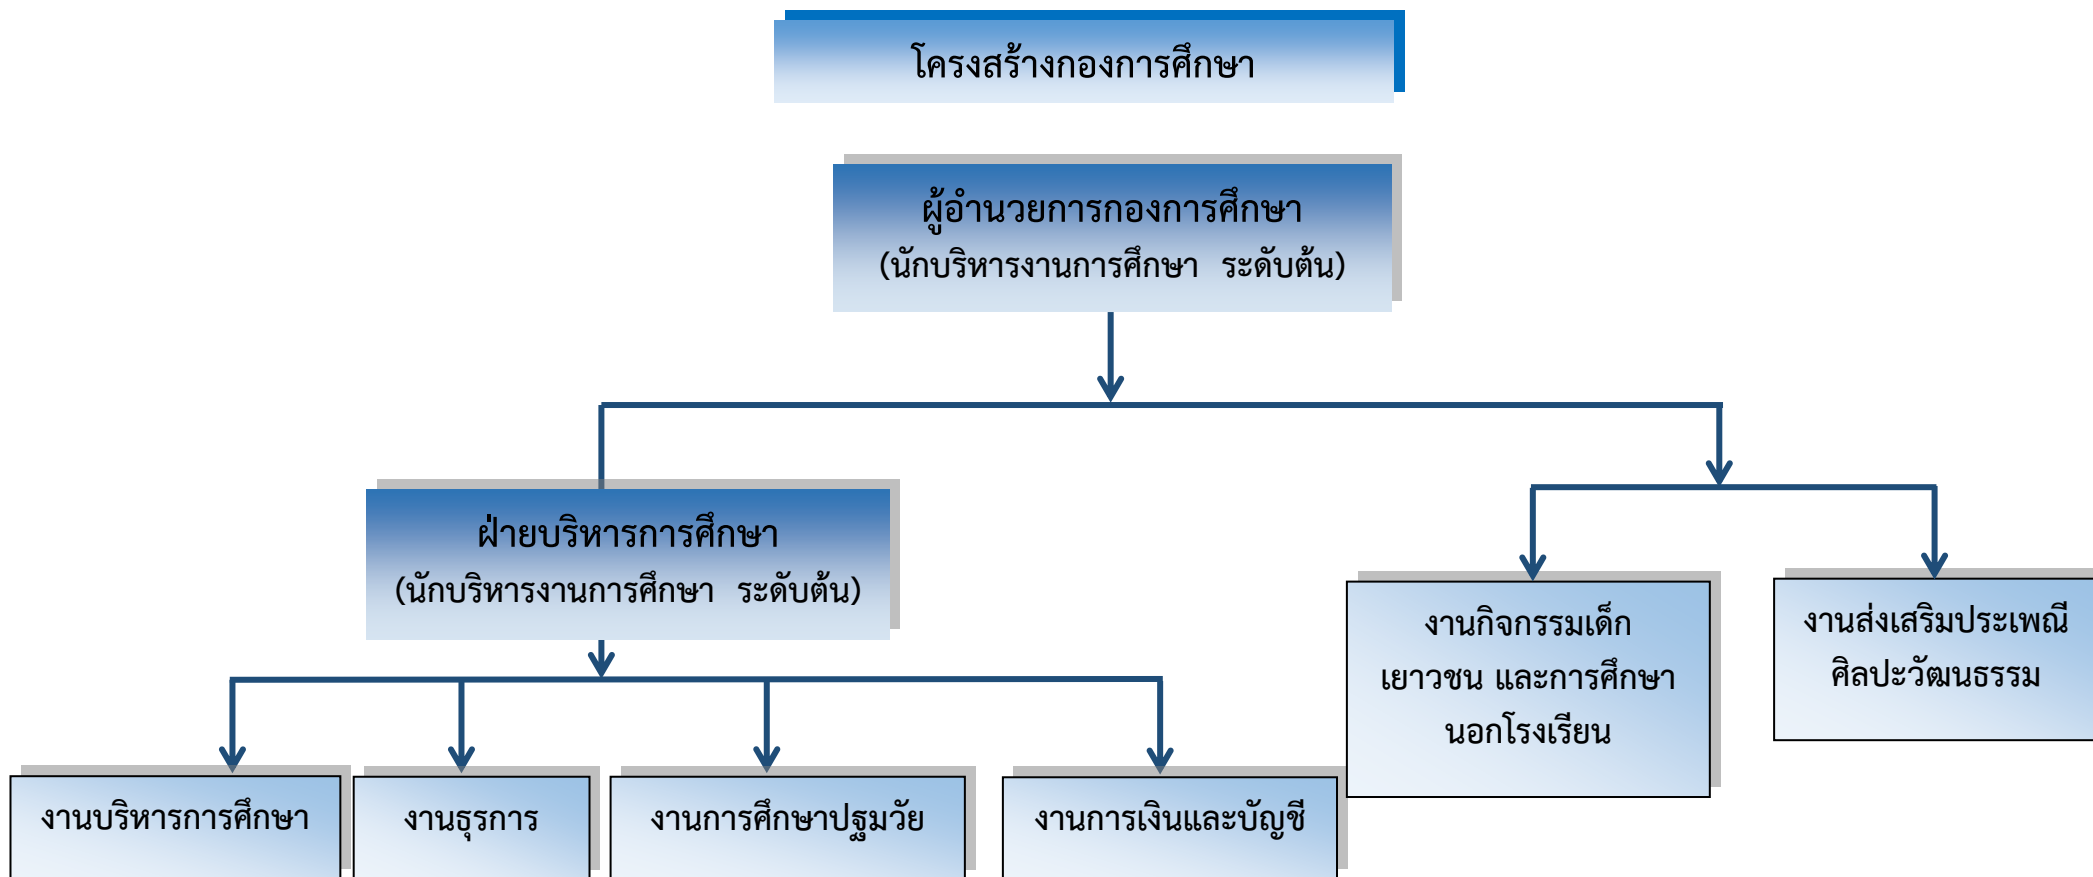 โครงสร้างกองการศึกษา
ผู้อำนวยการกองการศึกษา
(นักบริหารงานการศึกษา ระดับต้น)
ฝ่ายบริหารการศึกษา
(นักบริหารงานการศึกษา ระดับต้น)
งานกิจกรรมเด็ก
เยาวชน และการศึกษา
นอกโรงเรียน
งานส่งเสริมประเพณี
ศิลปะวัฒนธรรม
งานบริหารการศึกษา
งานธุรการ
งานการศึกษาปฐมวัย
งานการเงินและบัญชี